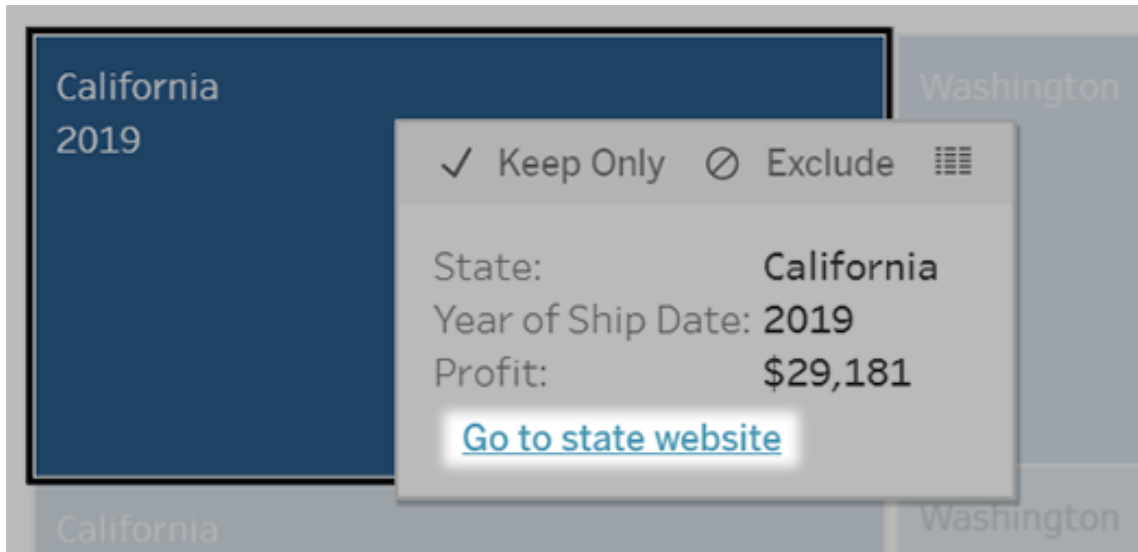 California
2019
Washington
Keep Only Exclude
State: California
Year of Ship Date: 2019
Profit: $29,181
Go to state website
California
Washington